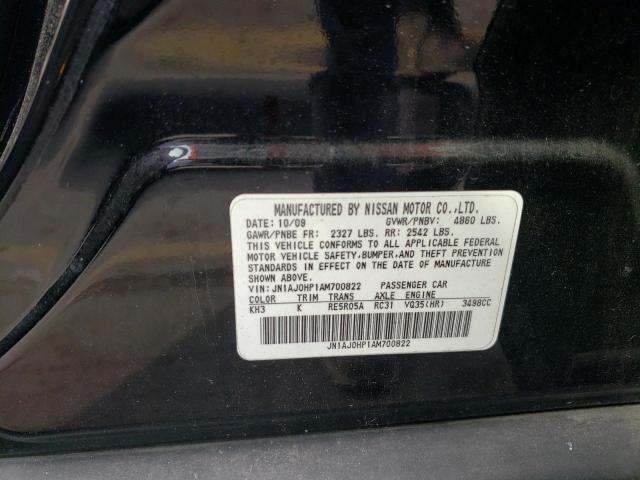 MANUFACTURED BY NISSAN MOTOR CO.,LTD.
DATE: 10/09 GVWR/PNBV: 4860 LBS.
GAWR/PNBE FR: 2327 LBS. RR: 2542 LBS.
THIS VEHICLE CONFORMS TO ALL APPLICABLE FEDERAL
MOTOR VEHICLE SAFETY,BUMPER,AND THEFT PREVENTION
STANDARDS IN EFFECT ON THE DATE OF MANUFACTURE
SHOWN ABOVE.
VIN: JN1AJ0HP1AM700822 PASSENGER CAR
COLOR TRIM TRANS AXLE ENGINE
KH3 K RE5R05A RC31 VQ35(HR) 3498CC
JN1AJ0HP1AM700822